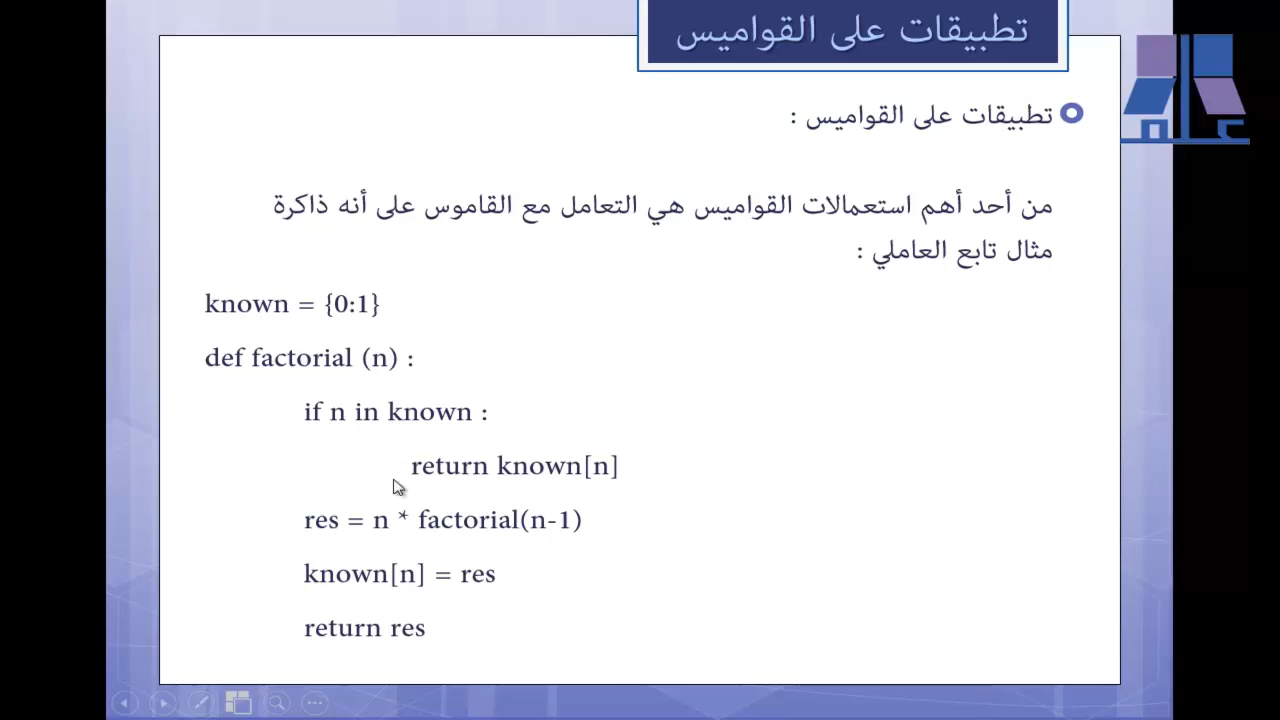 تطبيقات على القواميس
علم
تطبيقات على القواميس :
من أحد أهم استعمالات القواميس هي التعامل مع القاموس على أنه ذاكرة
مثال تابع العاملي :
known = {0:1}
def factorial (n) :
if n in known :
return known[n]
res = n * factorial(n-1)
known[n] = res
return res